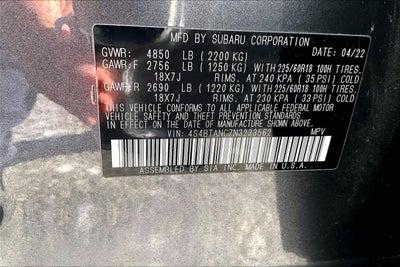 MFD BY SUBARU CORPORATION DATE 04/22
GVWR: 4850 LB (2200 KG)
GAWR:F 2756 LB (1250 KG)WITH 225/60R18 100H TIRES,
18X7J RIMS, AT 240 KPA (35 PSI) COLD
GAWR:R 2690 LB (1220 KG)WITH 225/60R18 100H TIRES,
18X7J RIMS, AT 230 KPA (33 PSI) COLD
THIS VEHICLE CONFORMS TO ALL APPLICABLE FEDERAL MOTOR
VEHICLE SAFETY AND THEFT PREVENTION STANDARDS IN EFFECT ON THE
DATE OF MANUFACTURE SHOWN ABOVE.
VIN: MPV
ASSEMBLED BY SIA, INC. MADE IN U.S.A.